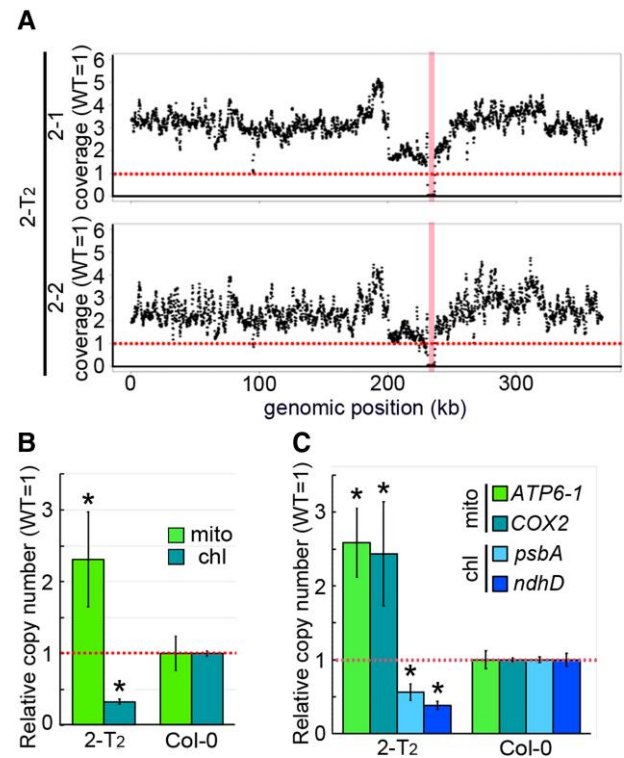 A
2-T2
2-1
coverage (WT=1)
6
5
4
3
2
1
0
2-2
coverage (WT=1)
6
5
4
3
2
1
0
0 100 200 300
genomic position (kb)
B
Relative copy number (WT=1)
3
2
1
0
*
*
mito
chl
2-T2 Col-0
C
Relative copy number (WT=1)
3
2
1
0
* *
* *
mito
ATP6-1
COX2
chl
psbA
ndhD
2-T2 Col-0